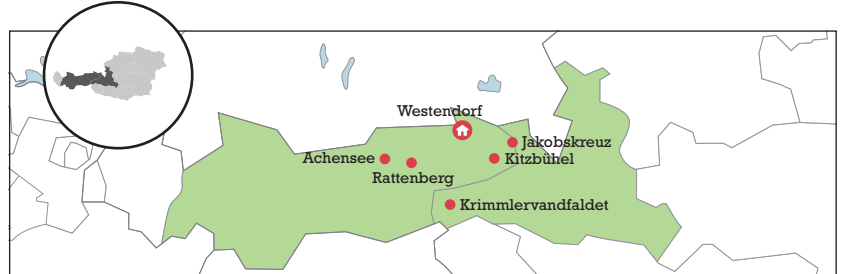 Westendorf
Jakobskreuz
Achensee
Kitzbühel
Rattenberg
Krimmlervandfaldet